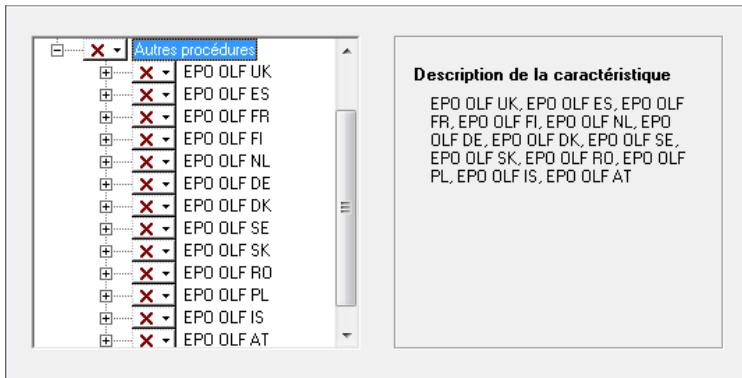 Autres procédures
EPO OLF UK
EPO OLF ES
EPO OLF FR
EPO OLF FI
EPO OLF NL
EPO OLF DE
EPO OLF DK
EPO OLF SE
EPO OLF SK
EPO OLF RO
EPO OLF PL
EPO OLF IS
EPO OLF AT
Description de la caractéristique
EPO OLF UK, EPO OLF ES, EPO OLF
FR, EPO OLF FI, EPO OLF NL, EPO
OLF DE, EPO OLF DK, EPO OLF SE,
EPO OLF SK, EPO OLF RO, EPO OLF
PL, EPO OLF IS, EPO OLF AT